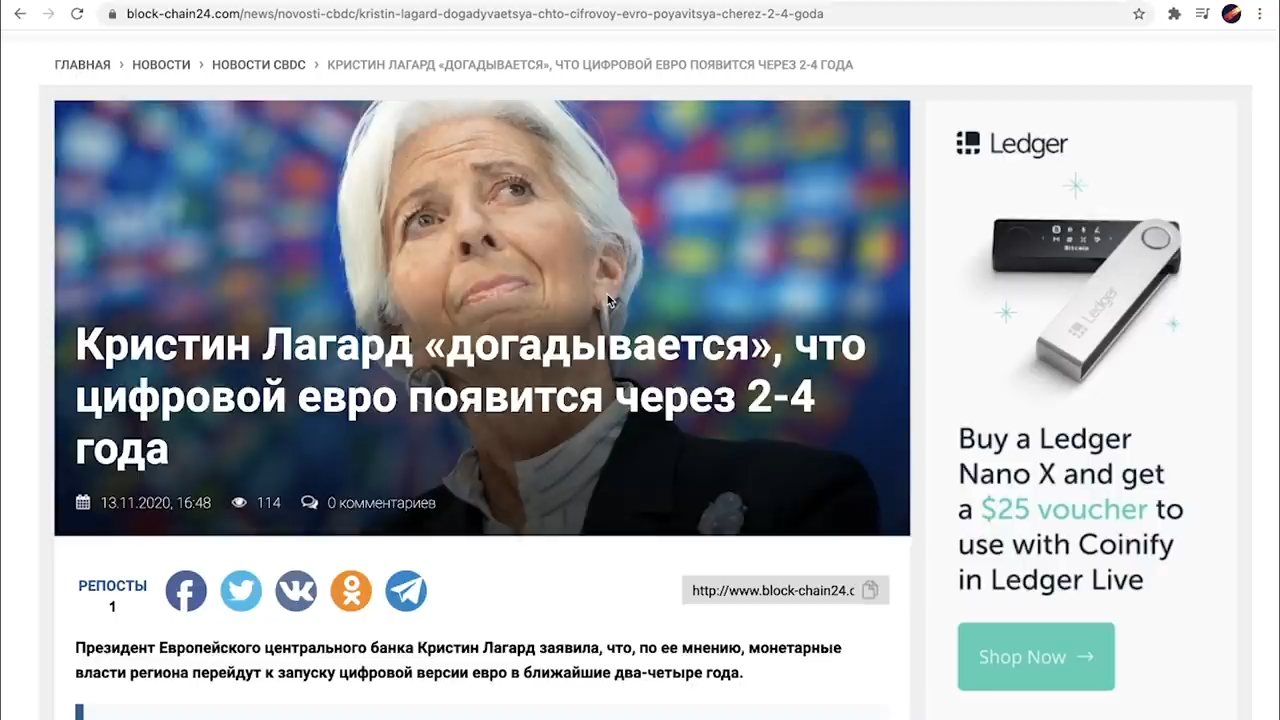 block-chain24.com/news/novosti-cbdc/kristin-lagard-dogadyvaetsya-chto-cifrovoy-evro-poyavitsya-cherez-2-4-goda
ГЛАВНАЯ › НОВОСТИ › НОВОСТИ CBDC › КРИСТИН ЛАГАРД «ДОГАДЫВАЕТСЯ», ЧТО ЦИФРОВОЙ ЕВРО ПОЯВИТСЯ ЧЕРЕЗ 2-4 ГОДА
Кристин Лагард «догадывается», что
цифровой евро появится через 2-4
года
13.11.2020, 16:48 114 0 комментариев
РЕПОСТЫ
1
http://www.block-chain24.c
Президент Европейского центрального банка Кристин Лагард заявила, что, по ее мнению, монетарные
власти региона перейдут к запуску цифровой версии евро в ближайшие два-четыре года.
Ledger
Bitcoin
Ledger
Buy a Ledger
Nano X and get
a $25 voucher to
use with Coinify
in Ledger Live
Shop Now →